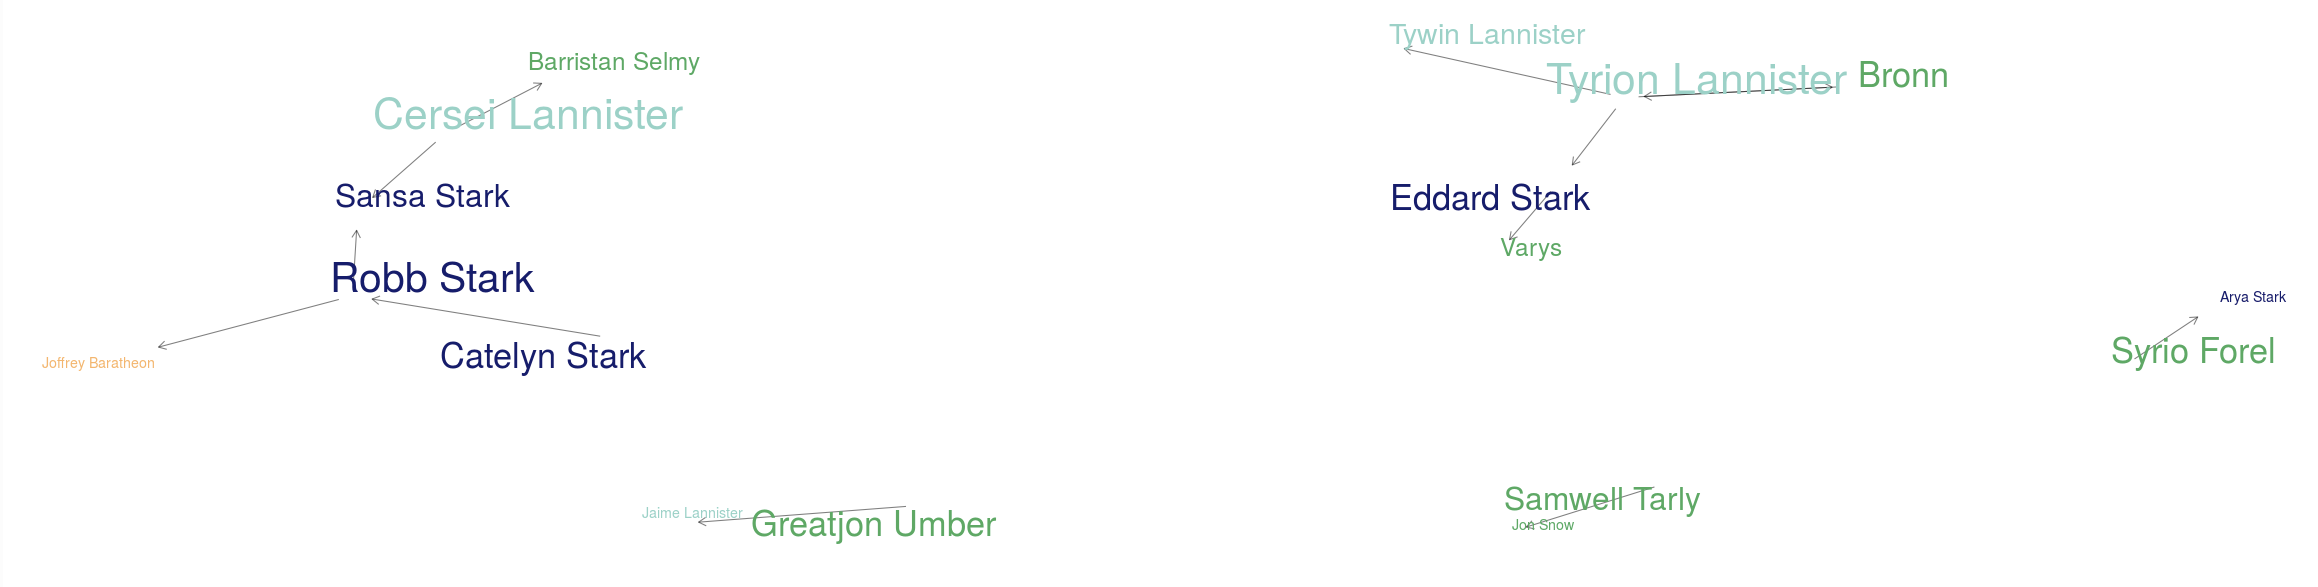 Tywin Lannister
Barristan Selmy
Tyrion Lannister
Bronn
Cersei Lannister
Sansa Stark
Eddard Stark
Varys
Robb Stark
Arya Stark
Syrio Forel
Catelyn Stark
Joffrey Baratheon
Samwell Tarly
Jaime Lannister
Greatjon Umber
Jon Snow